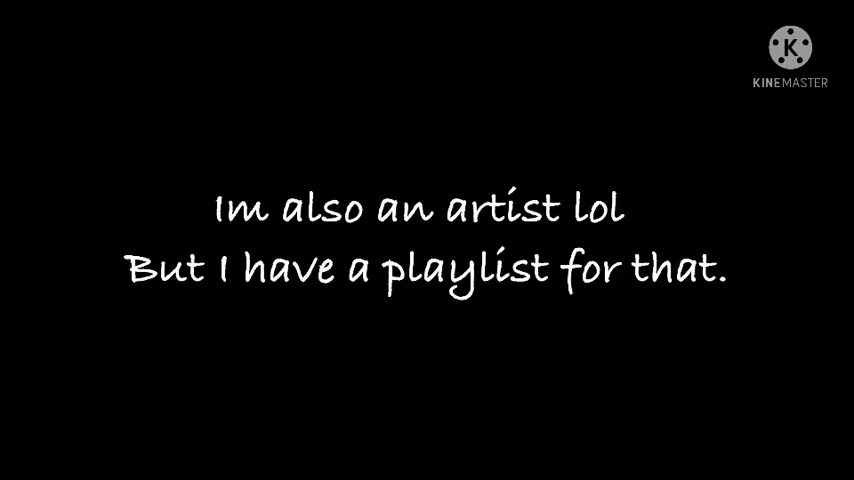 K
KINEMASTER
Im also an artist lol
But I have a playlist for that.